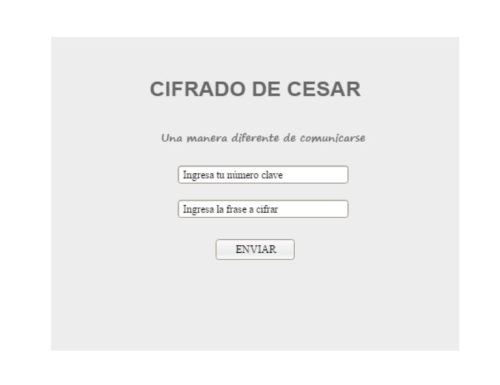 CIFRADO DE CESAR
Una manera diferente de comunicarse
Ingresa tu número clave
Ingresa la frase a cifrar
ENVIAR